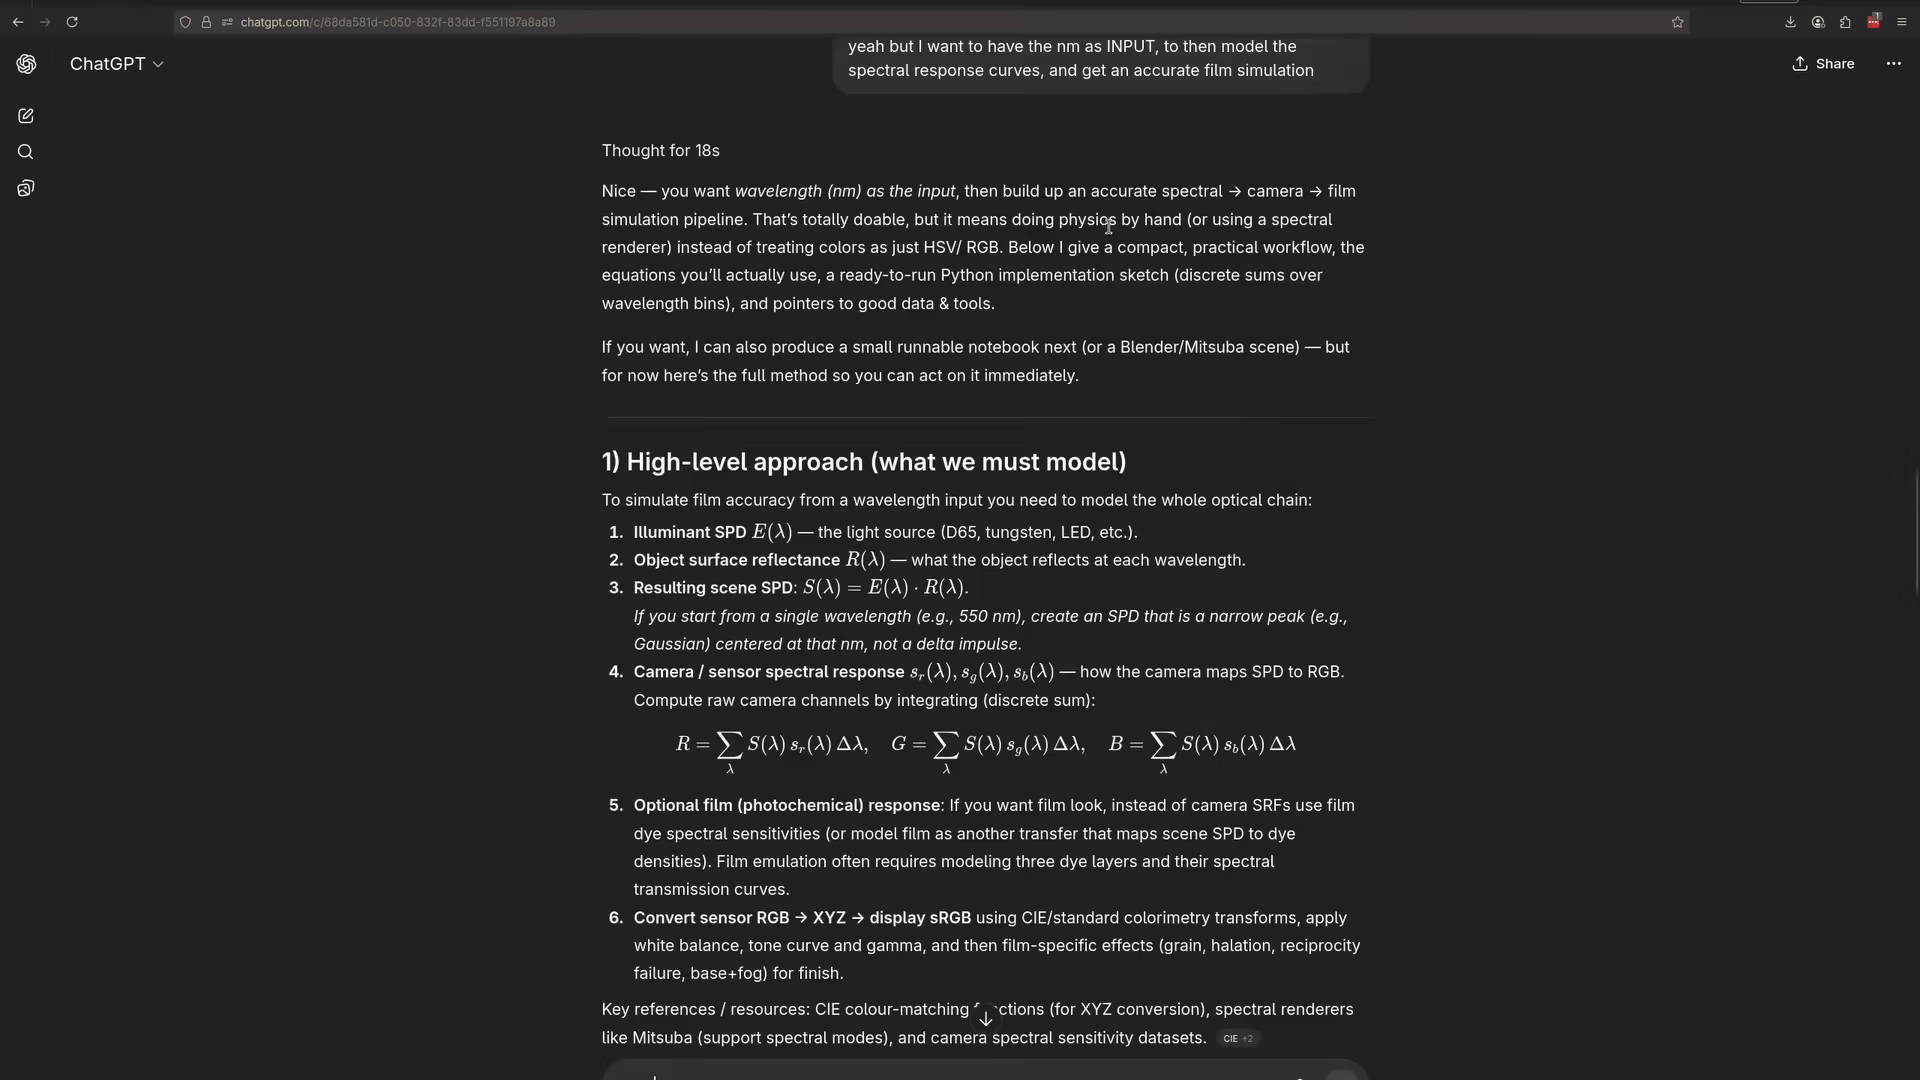 chatgpt.com/c/68da581d-c050-832f-83dd-f551197a8a89
ChatGPT
Share
yeah but I want to have the nm as INPUT, to then model the
spectral response curves, and get an accurate film simulation
Thought for 18s
Nice — you want wavelength (nm) as the input, then build up an accurate spectral → camera → film
simulation pipeline. That’s totally doable, but it means doing physics by hand (or using a spectral
renderer) instead of treating colors as just HSV/ RGB. Below I give a compact, practical workflow, the
equations you’ll actually use, a ready-to-run Python implementation sketch (discrete sums over
wavelength bins), and pointers to good data & tools.
If you want, I can also produce a small runnable notebook next (or a Blender/Mitsuba scene) — but
for now here’s the full method so you can act on it immediately.
1) High-level approach (what we must model)
To simulate film accuracy from a wavelength input you need to model the whole optical chain:
1. Illuminant SPD E(λ) — the light source (D65, tungsten, LED, etc.).
2. Object surface reflectance R(λ) — what the object reflects at each wavelength.
3. Resulting scene SPD: S(λ) = E(λ) · R(λ).
If you start from a single wavelength (e.g., 550 nm), create an SPD that is a narrow peak (e.g.,
Gaussian) centered at that nm, not a delta impulse.
4. Camera / sensor spectral response s_r(λ), s_g(λ), s_b(λ) — how the camera maps SPD to RGB.
Compute raw camera channels by integrating (discrete sum):
R = ∑_λ S(λ) s_r(λ) Δλ, G = ∑_λ S(λ) s_g(λ) Δλ, B = ∑_λ S(λ) s_b(λ) Δλ
5. Optional film (photochemical) response: If you want film look, instead of camera SRFs use film
dye spectral sensitivities (or model film as another transfer that maps scene SPD to dye
densities). Film emulation often requires modeling three dye layers and their spectral
transmission curves.
6. Convert sensor RGB → XYZ → display sRGB using CIE/standard colorimetry transforms, apply
white balance, tone curve and gamma, and then film-specific effects (grain, halation, reciprocity
failure, base+fog) for finish.
Key references / resources: CIE colour-matching functions (for XYZ conversion), spectral renderers
like Mitsuba (support spectral modes), and camera spectral sensitivity datasets. CIE +2